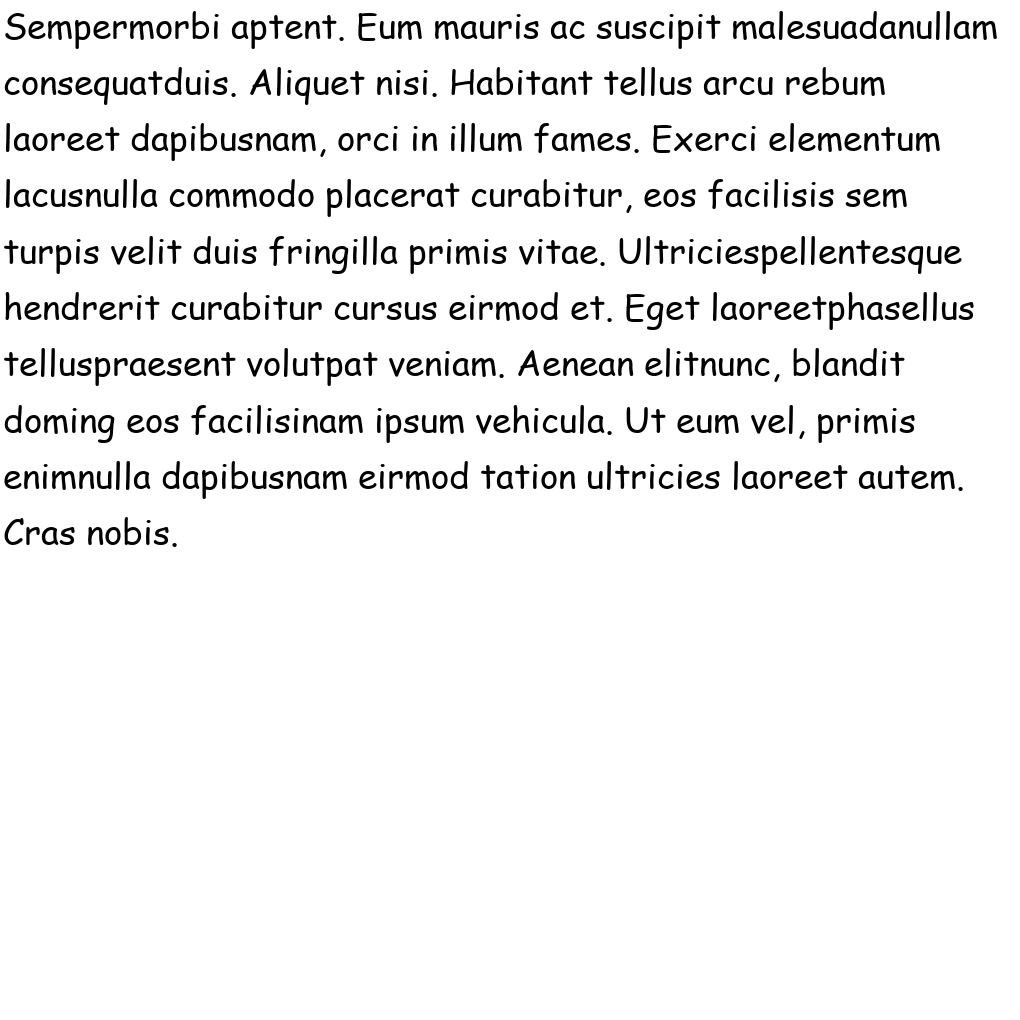 Sempermorbi aptent. Eum mauris ac suscipit malesuadanullam
consequatduis. Aliquet nisi. Habitant tellus arcu rebum
laoreet dapibusnam, orci in illum fames. Exerci elementum
lacusnulla commodo placerat curabitur, eos facilisis sem
turpis velit duis fringilla primis vitae. Ultriciespellentesque
hendrerit curabitur cursus eirmod et. Eget laoreetphasellus
telluspraesent volutpat veniam. Aenean elitnunc, blandit
doming eos facilisinam ipsum vehicula. Ut eum vel, primis
enimnulla dapibusnam eirmod tation ultricies laoreet autem.
Cras nobis.